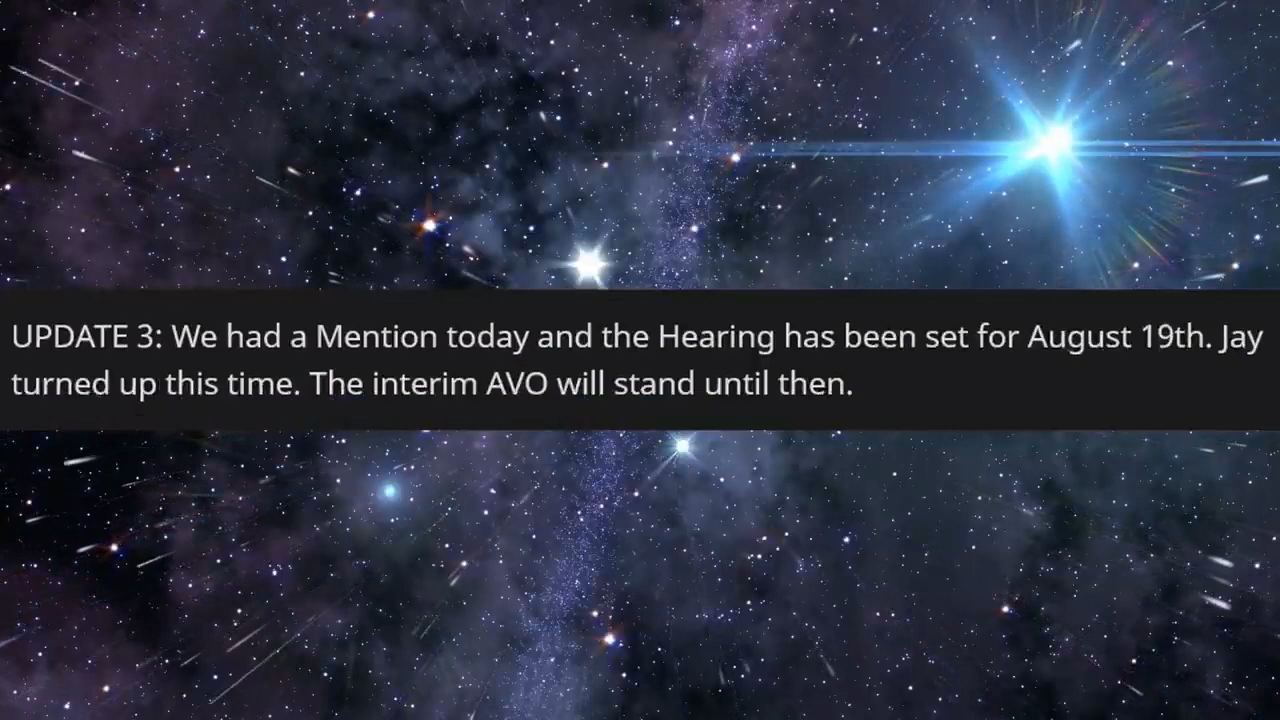 UPDATE 3: We had a Mention today and the Hearing has been set for August 19th. Jay
turned up this time. The interim AVO will stand until then.